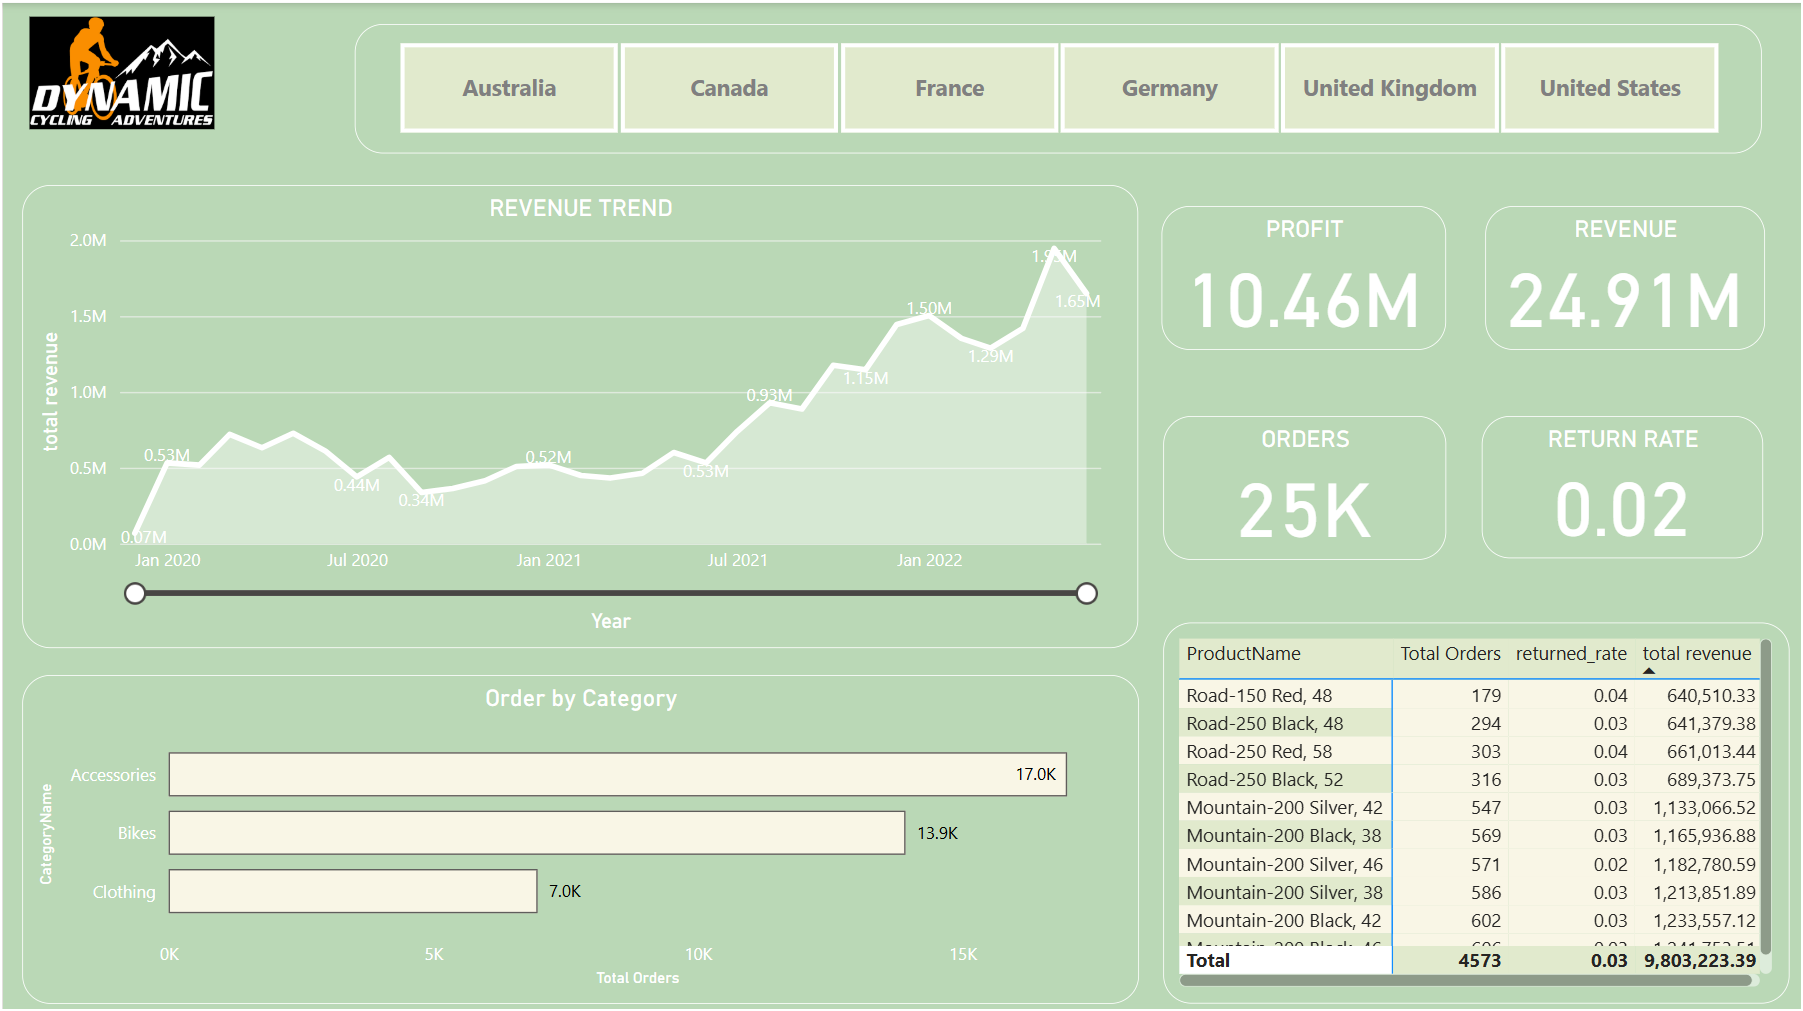 DYNAMIC
CYCLING ADVENTURES
Australia
Canada
France
Germany
United Kingdom
United States
REVENUE TREND
total revenue
2.0M
1.5M
1.0M
0.5M
0.0M
0.07M
0.53M
0.44M
0.34M
0.52M
0.53M
0.93M
1.15M
1.50M
1.29M
1.95M
1.65M
Jan 2020
Jul 2020
Jan 2021
Jul 2021
Jan 2022
Year
PROFIT
10.46M
REVENUE
24.91M
ORDERS
25K
RETURN RATE
0.02
Order by Category
CategoryName
Accessories 17.0K
Bikes 13.9K
Clothing 7.0K
0K 5K 10K 15K
Total Orders
ProductName Total Orders returned_rate total revenue
Road-150 Red, 48 179 0.04 640,510.33
Road-250 Black, 48 294 0.03 641,379.38
Road-250 Red, 58 303 0.04 661,013.44
Road-250 Black, 52 316 0.03 689,373.75
Mountain-200 Silver, 42 547 0.03 1,133,066.52
Mountain-200 Black, 38 569 0.03 1,165,936.88
Mountain-200 Silver, 46 571 0.02 1,182,780.59
Mountain-200 Silver, 38 586 0.03 1,213,851.89
Mountain-200 Black, 42 602 0.03 1,233,557.12
Total 4573 0.03 9,803,223.39